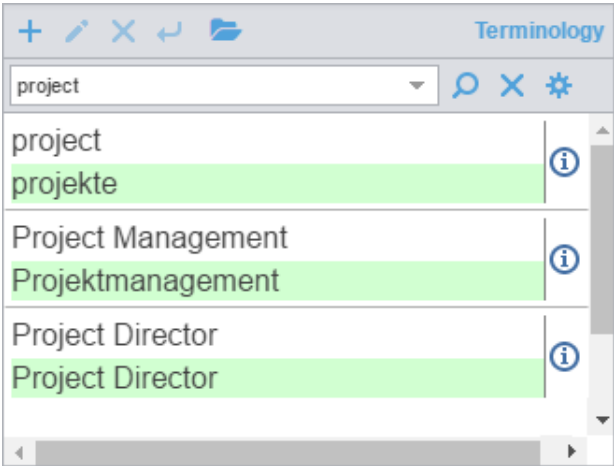 Terminology
project
project
projekte
Project Management
Projektmanagement
Project Director
Project Director